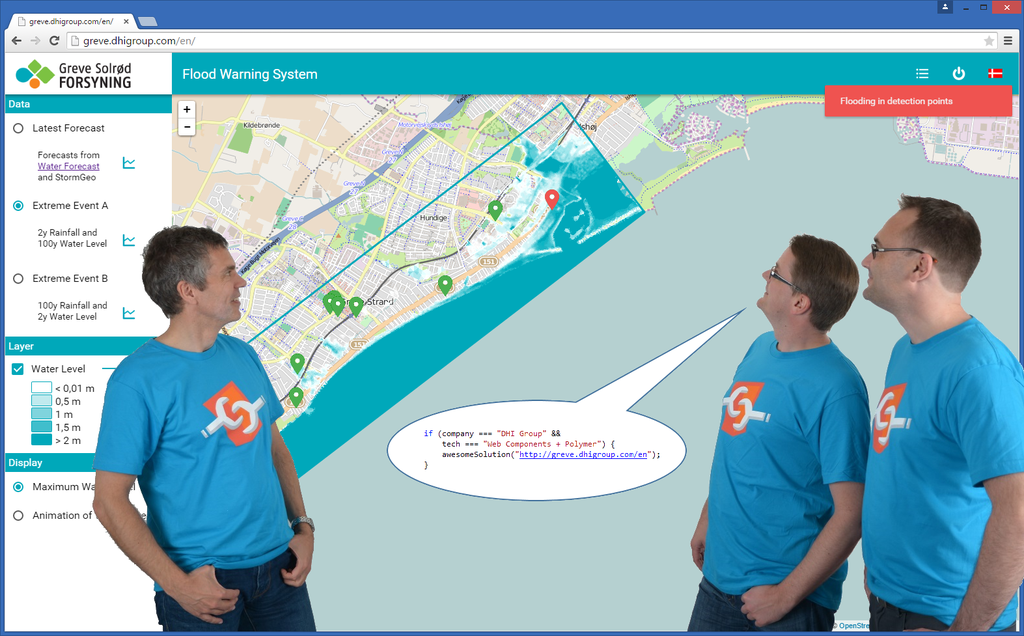 greve.dhigroup.com/en/
greve.dhigroup.com/en/
Greve Solrød
FORSYNING
Flood Warning System
Flooding in detection points
Data
Latest Forecast
Forecasts from
Water Forecast
and StormGeo
Extreme Event A
2y Rainfall and
100y Water Level
Extreme Event B
100y Rainfall and
2y Water Level
Layer
Water Level
< 0,01 m
0,5 m
1 m
1,5 m
> 2 m
Display
Maximum Wa
Animation of
+
-
Kildebrønde
Hundige
151
Strand
151
if (company === "DHI Group" &&
tech === "Web Components + Polymer") {
awesomeSolution("http://greve.dhigroup.com/en");
}
© OpenStre